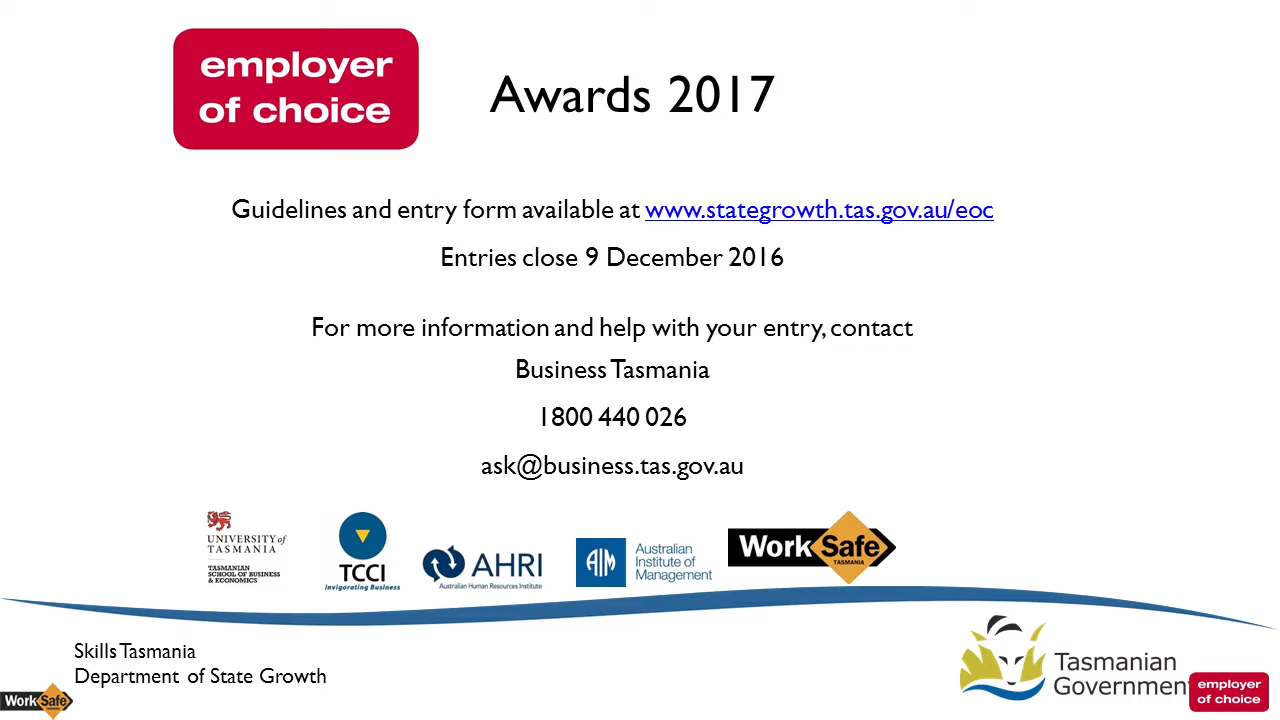 employer
of choice
Awards 2017
Guidelines and entry form available at www.stategrowth.tas.gov.au/eoc
Entries close 9 December 2016
For more information and help with your entry, contact
Business Tasmania
1800 440 026
ask@business.tas.gov.au
UNIVERSITY of
TASMANIA
TASMANIAN
SCHOOL OF BUSINESS
& ECONOMICS
TCCI
Invigorating Business
AHRI
Australian Human Resources Institute
AIM
Australian
Institute of
Management
WorkSafe
TASMANIA
Skills Tasmania
Department of State Growth
WorkSafe
TASMANIA
Tasmanian
Government
employer
of choice